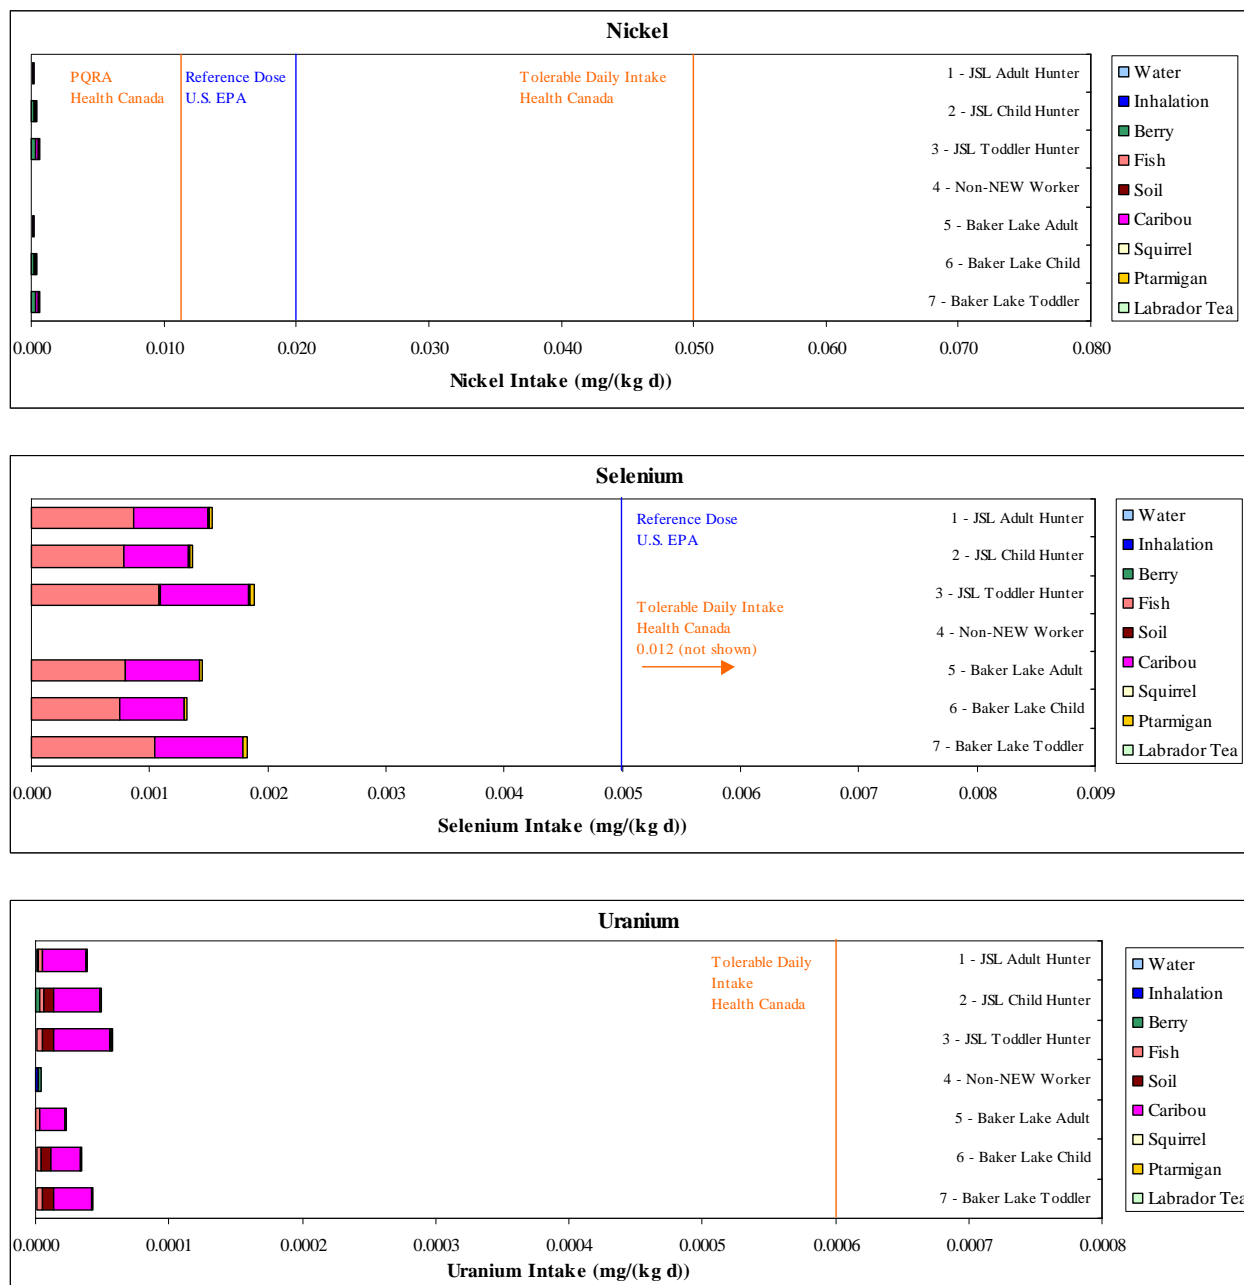 Nickel
PQRA
Health Canada
Reference Dose
U.S. EPA
Tolerable Daily Intake
Health Canada
1 - JSL Adult Hunter
2 - JSL Child Hunter
3 - JSL Toddler Hunter
4 - Non-NEW Worker
5 - Baker Lake Adult
6 - Baker Lake Child
7 - Baker Lake Toddler
0.000 0.010 0.020 0.030 0.040 0.050 0.060 0.070 0.080
Nickel Intake (mg/(kg d))
Water
Inhalation
Berry
Fish
Soil
Caribou
Squirrel
Ptarmigan
Labrador Tea
Selenium
Reference Dose
U.S. EPA
Tolerable Daily Intake
Health Canada
0.012 (not shown)
1 - JSL Adult Hunter
2 - JSL Child Hunter
3 - JSL Toddler Hunter
4 - Non-NEW Worker
5 - Baker Lake Adult
6 - Baker Lake Child
7 - Baker Lake Toddler
0.000 0.001 0.002 0.003 0.004 0.005 0.006 0.007 0.008 0.009
Selenium Intake (mg/(kg d))
Water
Inhalation
Berry
Fish
Soil
Caribou
Squirrel
Ptarmigan
Labrador Tea
Uranium
Tolerable Daily
Intake
Health Canada
1 - JSL Adult Hunter
2 - JSL Child Hunter
3 - JSL Toddler Hunter
4 - Non-NEW Worker
5 - Baker Lake Adult
6 - Baker Lake Child
7 - Baker Lake Toddler
0.0000 0.0001 0.0002 0.0003 0.0004 0.0005 0.0006 0.0007 0.0008
Uranium Intake (mg/(kg d))
Water
Inhalation
Berry
Fish
Soil
Caribou
Squirrel
Ptarmigan
Labrador Tea